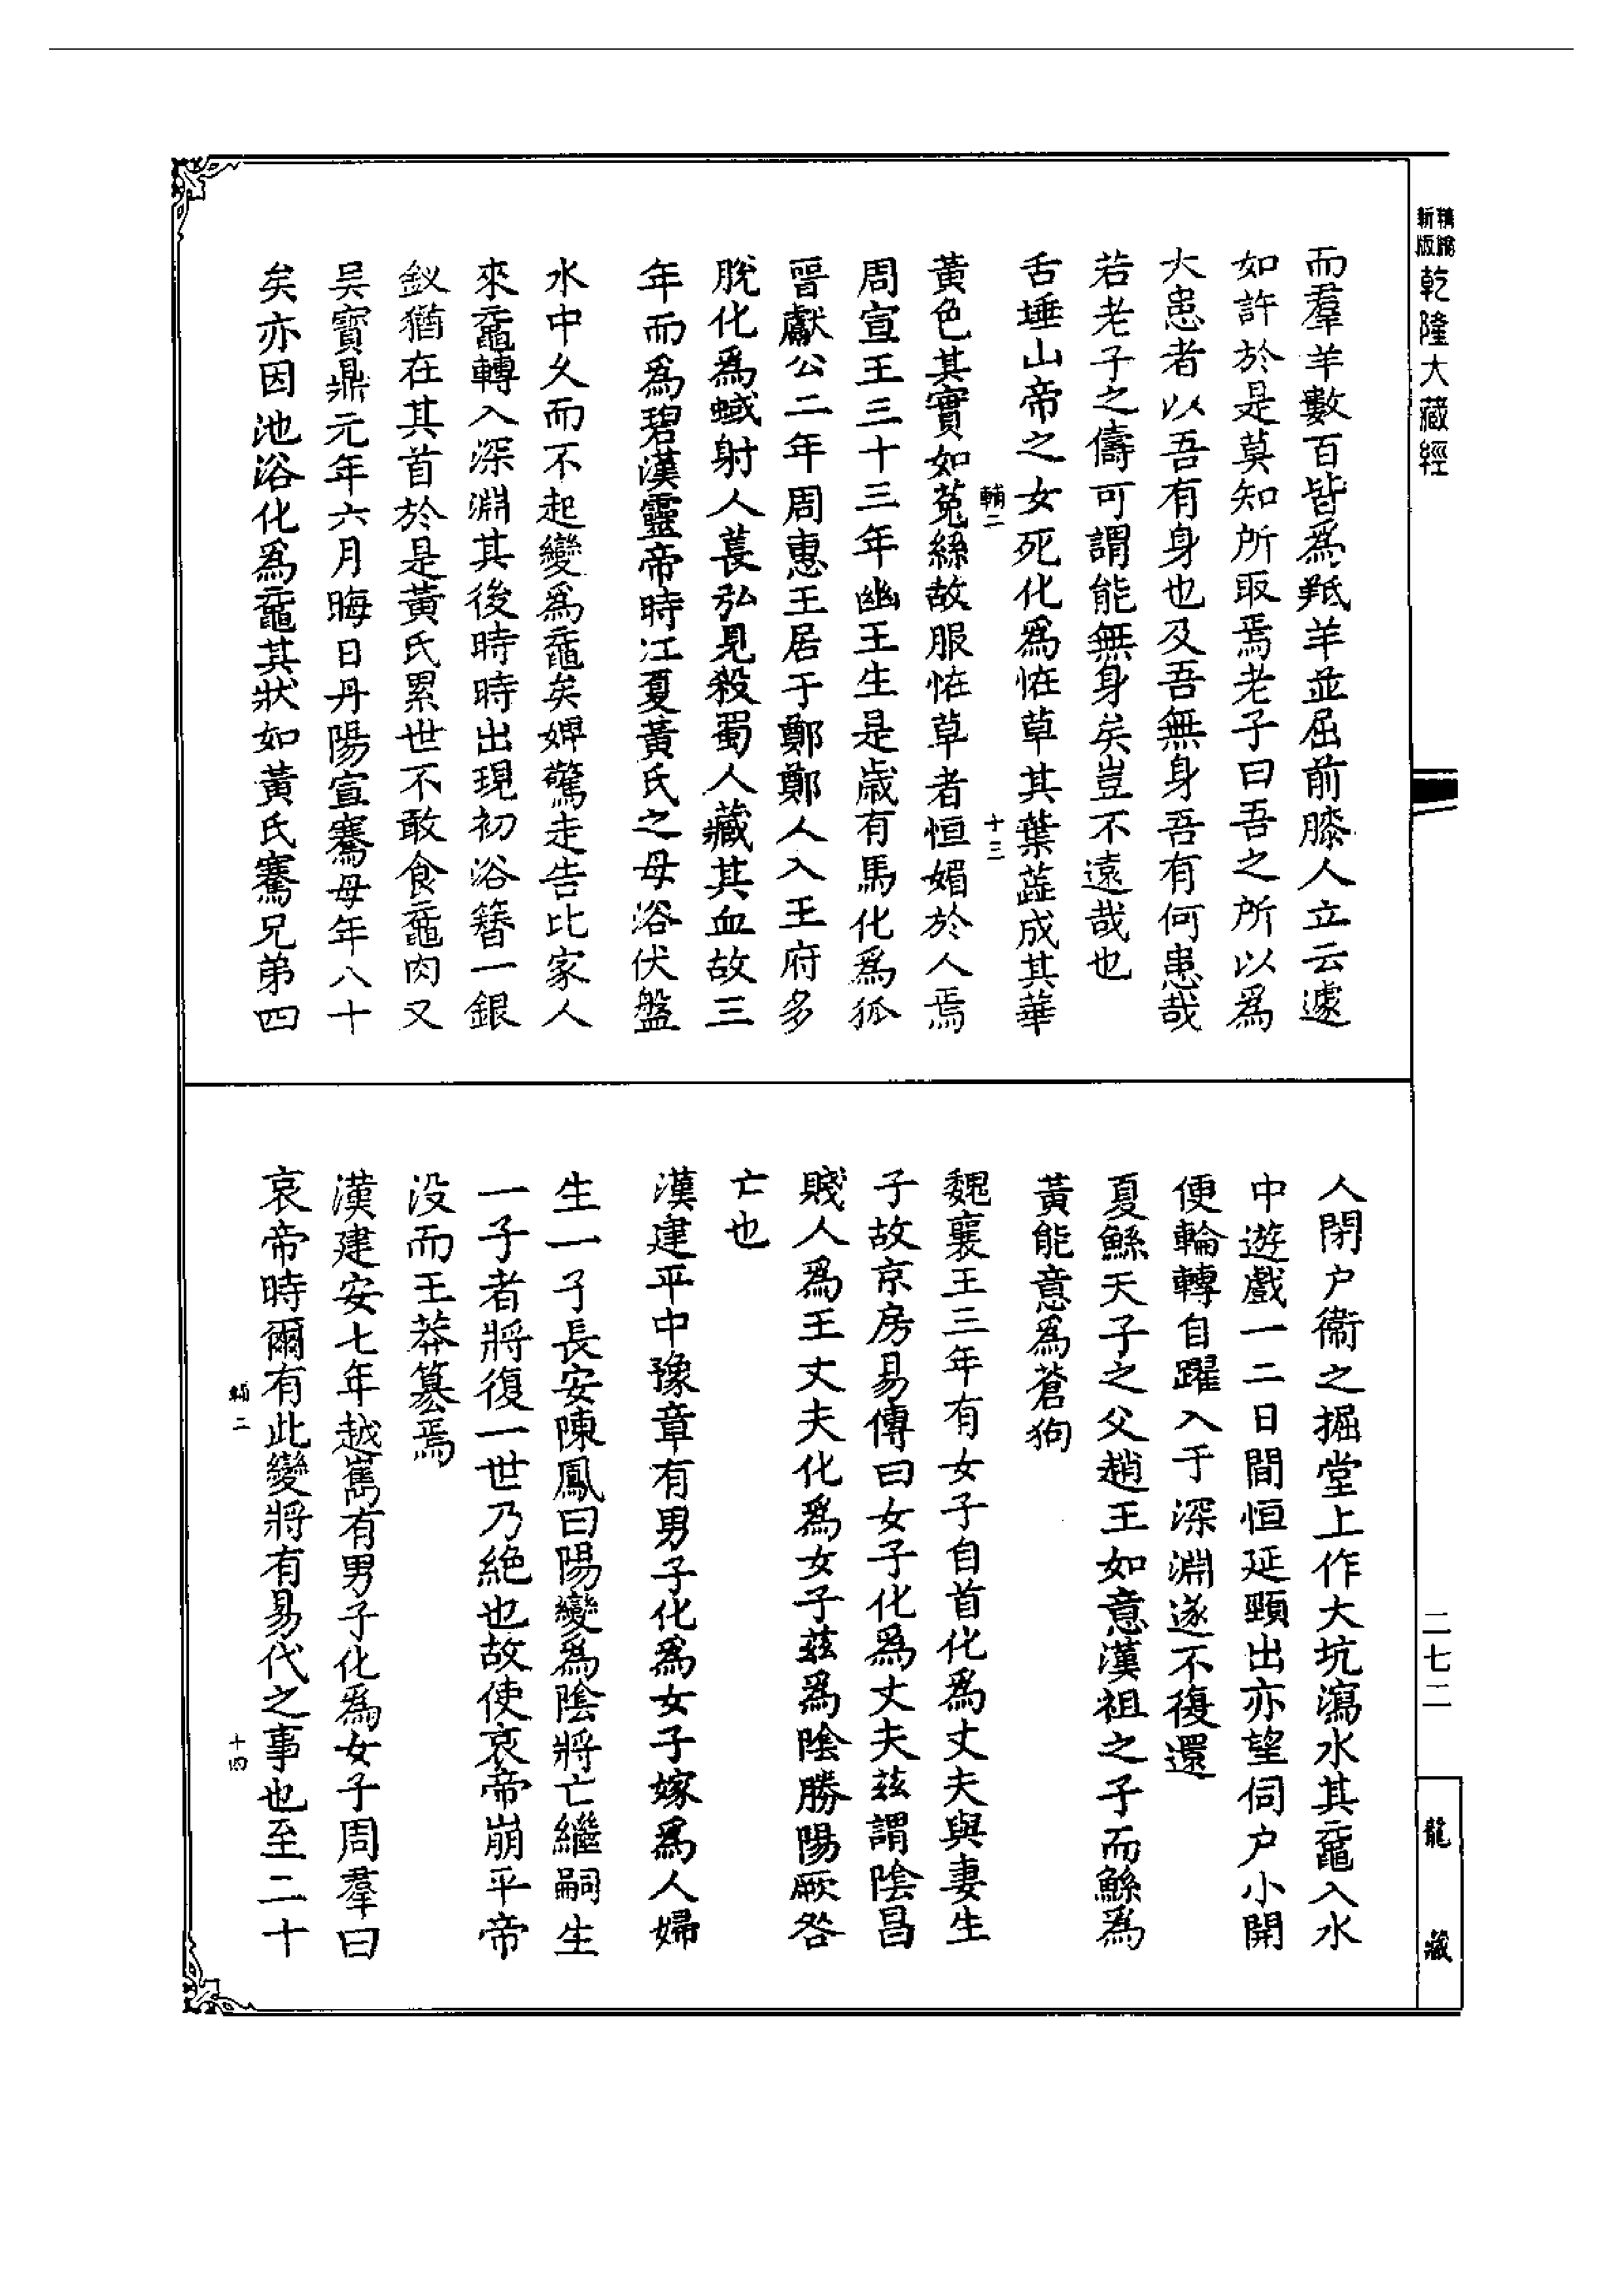 精縮
新版
乾隆大藏經
而羣羊數百皆爲羝羊並屈前膝人立云遽
如許於是莫知所取焉老子曰吾之所以爲
大患者以吾有身也及吾無身吾有何患哉
若老子之儔可謂能無身矣豈不遠哉也
舌埵山帝之女死化爲恠草其葉蓝成其華
輔二
十三
黃色其實如菟絲故服恠草者恒媚於人焉
周宣王三十三年幽王生是歲有馬化爲狐
晉獻公二年周惠王居于鄭鄭人入王府多
脫化爲蜮射人萇弘見殺蜀人藏其血故三
年而爲碧漢靈帝時江夏黃氏之母浴伏盤
水中久而不起變爲黿矣婢驚走告比家人
來黿轉入深淵其後時時出現初浴簪一銀
釵猶在其首於是黃氏累世不敢食黿肉又
吳寳鼎元年六月晦日丹陽宣騫母年八十
矣亦因池浴化爲黿其狀如黃氏騫兄弟四
人閉户衞之掘堂上作大坑瀉水其黿入水
中遊戲一二日間恒延頸出亦望伺户小開
便輪轉自躍入于深淵遂不復還
夏鯀天子之父趙王如意漢祖之子而鯀爲
黃能意爲蒼狗
魏襄王三年有女子自首化爲丈夫與妻生
子故京房易傳曰女子化爲丈夫兹謂陰昌
賤人爲王丈夫化爲女子兹爲陰勝陽厥咎
亡也
漢建平中豫章有男子化爲女子嫁爲人婦
生一子長安陳鳳曰陽變爲陰將亡繼嗣生
一子者將復一世乃絶也故使哀帝崩平帝
没而王莽篡焉
漢建安七年越嶲有男子化爲女子周羣曰
哀帝時爾有此變將有易代之事也至二十
輔二
十四
二七二
龍藏